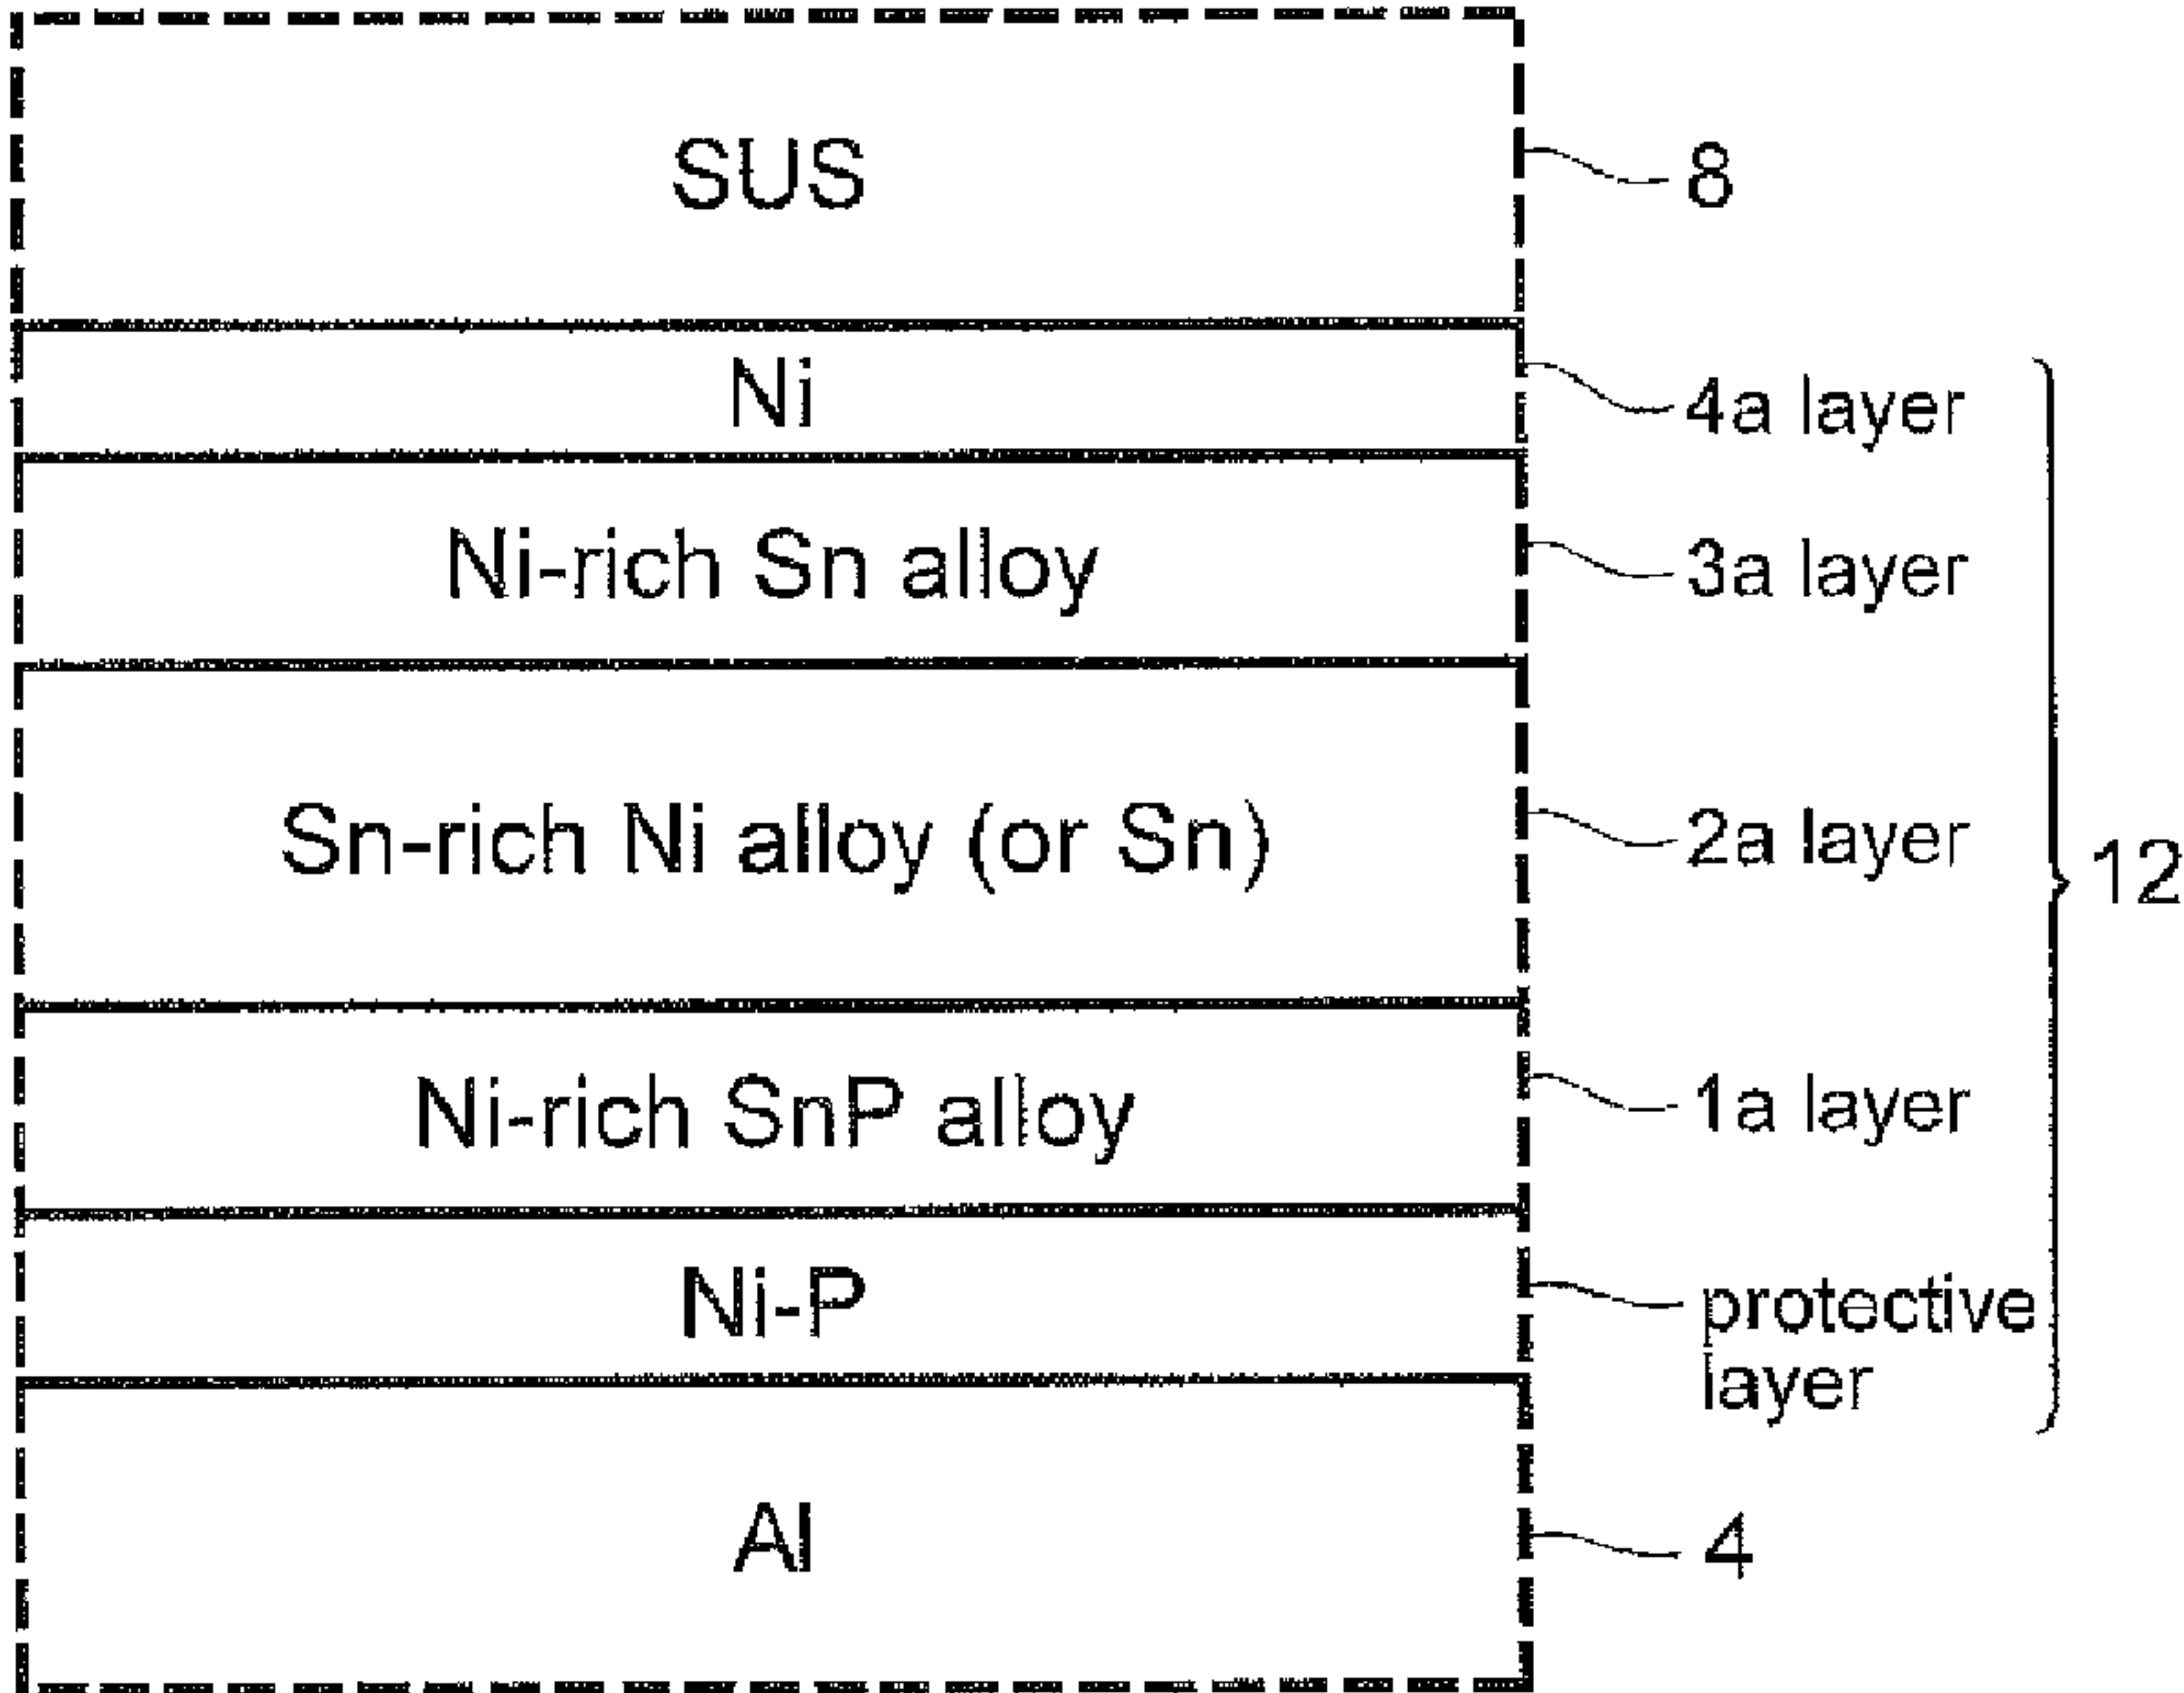 SUS
8
Ni
4a layer
Ni-rich Sn alloy
3a layer
Sn-rich Ni alloy (or Sn)
2a layer
12
Ni-rich SnP alloy
1a layer
Ni-P
protective
layer
Al
4